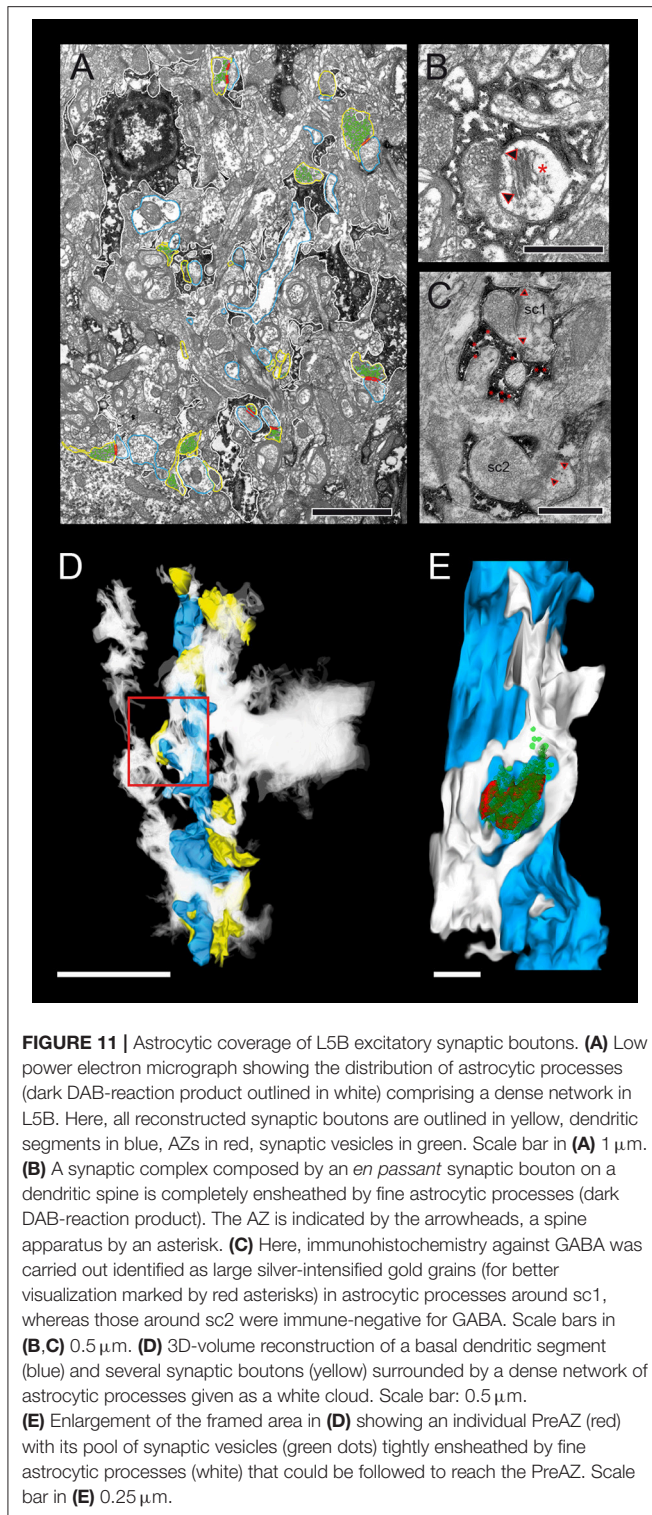 A
B
*
C
sc1
sc2
D
E
FIGURE 11 | Astrocytic coverage of L5B excitatory synaptic boutons. (A) Low
power electron micrograph showing the distribution of astrocytic processes
(dark DAB-reaction product outlined in white) comprising a dense network in
L5B. Here, all reconstructed synaptic boutons are outlined in yellow, dendritic
segments in blue, AZs in red, synaptic vesicles in green. Scale bar in (A) 1 μm.
(B) A synaptic complex composed by an en passant synaptic bouton on a
dendritic spine is completely ensheathed by fine astrocytic processes (dark
DAB-reaction product). The AZ is indicated by the arrowheads, a spine
apparatus by an asterisk. (C) Here, immunohistochemistry against GABA was
carried out identified as large silver-intensified gold grains (for better
visualization marked by red asterisks) in astrocytic processes around sc1,
whereas those around sc2 were immune-negative for GABA. Scale bars in
(B,C) 0.5 μm. (D) 3D-volume reconstruction of a basal dendritic segment
(blue) and several synaptic boutons (yellow) surrounded by a dense network of
astrocytic processes given as a white cloud. Scale bar: 0.5 μm.
(E) Enlargement of the framed area in (D) showing an individual PreAZ (red)
with its pool of synaptic vesicles (green dots) tightly ensheathed by fine
astrocytic processes (white) that could be followed to reach the PreAZ. Scale
bar in (E) 0.25 μm.